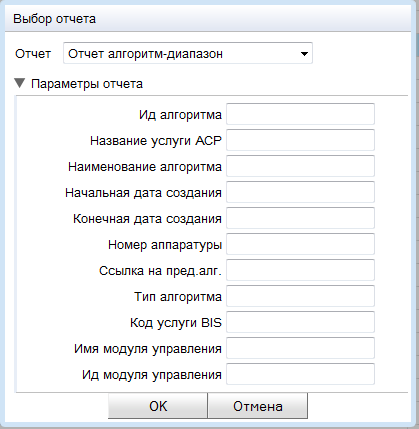 Выбор отчета
Отчет Отчет алгоритм-диапазон
Параметры отчета
Ид алгоритма
Название услуги АСР
Наименование алгоритма
Начальная дата создания
Конечная дата создания
Номер аппаратуры
Ссылка на пред.алг.
Тип алгоритма
Код услуги BIS
Имя модуля управления
Ид модуля управления
OK Отмена